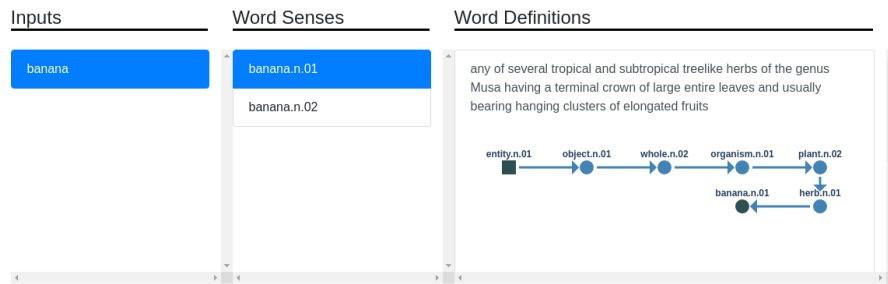 Inputs
Word Senses
Word Definitions
banana
banana.n.01
banana.n.02
any of several tropical and subtropical treelike herbs of the genus
Musa having a terminal crown of large entire leaves and usually
bearing hanging clusters of elongated fruits
entity.n.01 object.n.01 whole.n.02 organism.n.01 plant.n.02
banana.n.01 herb.n.01